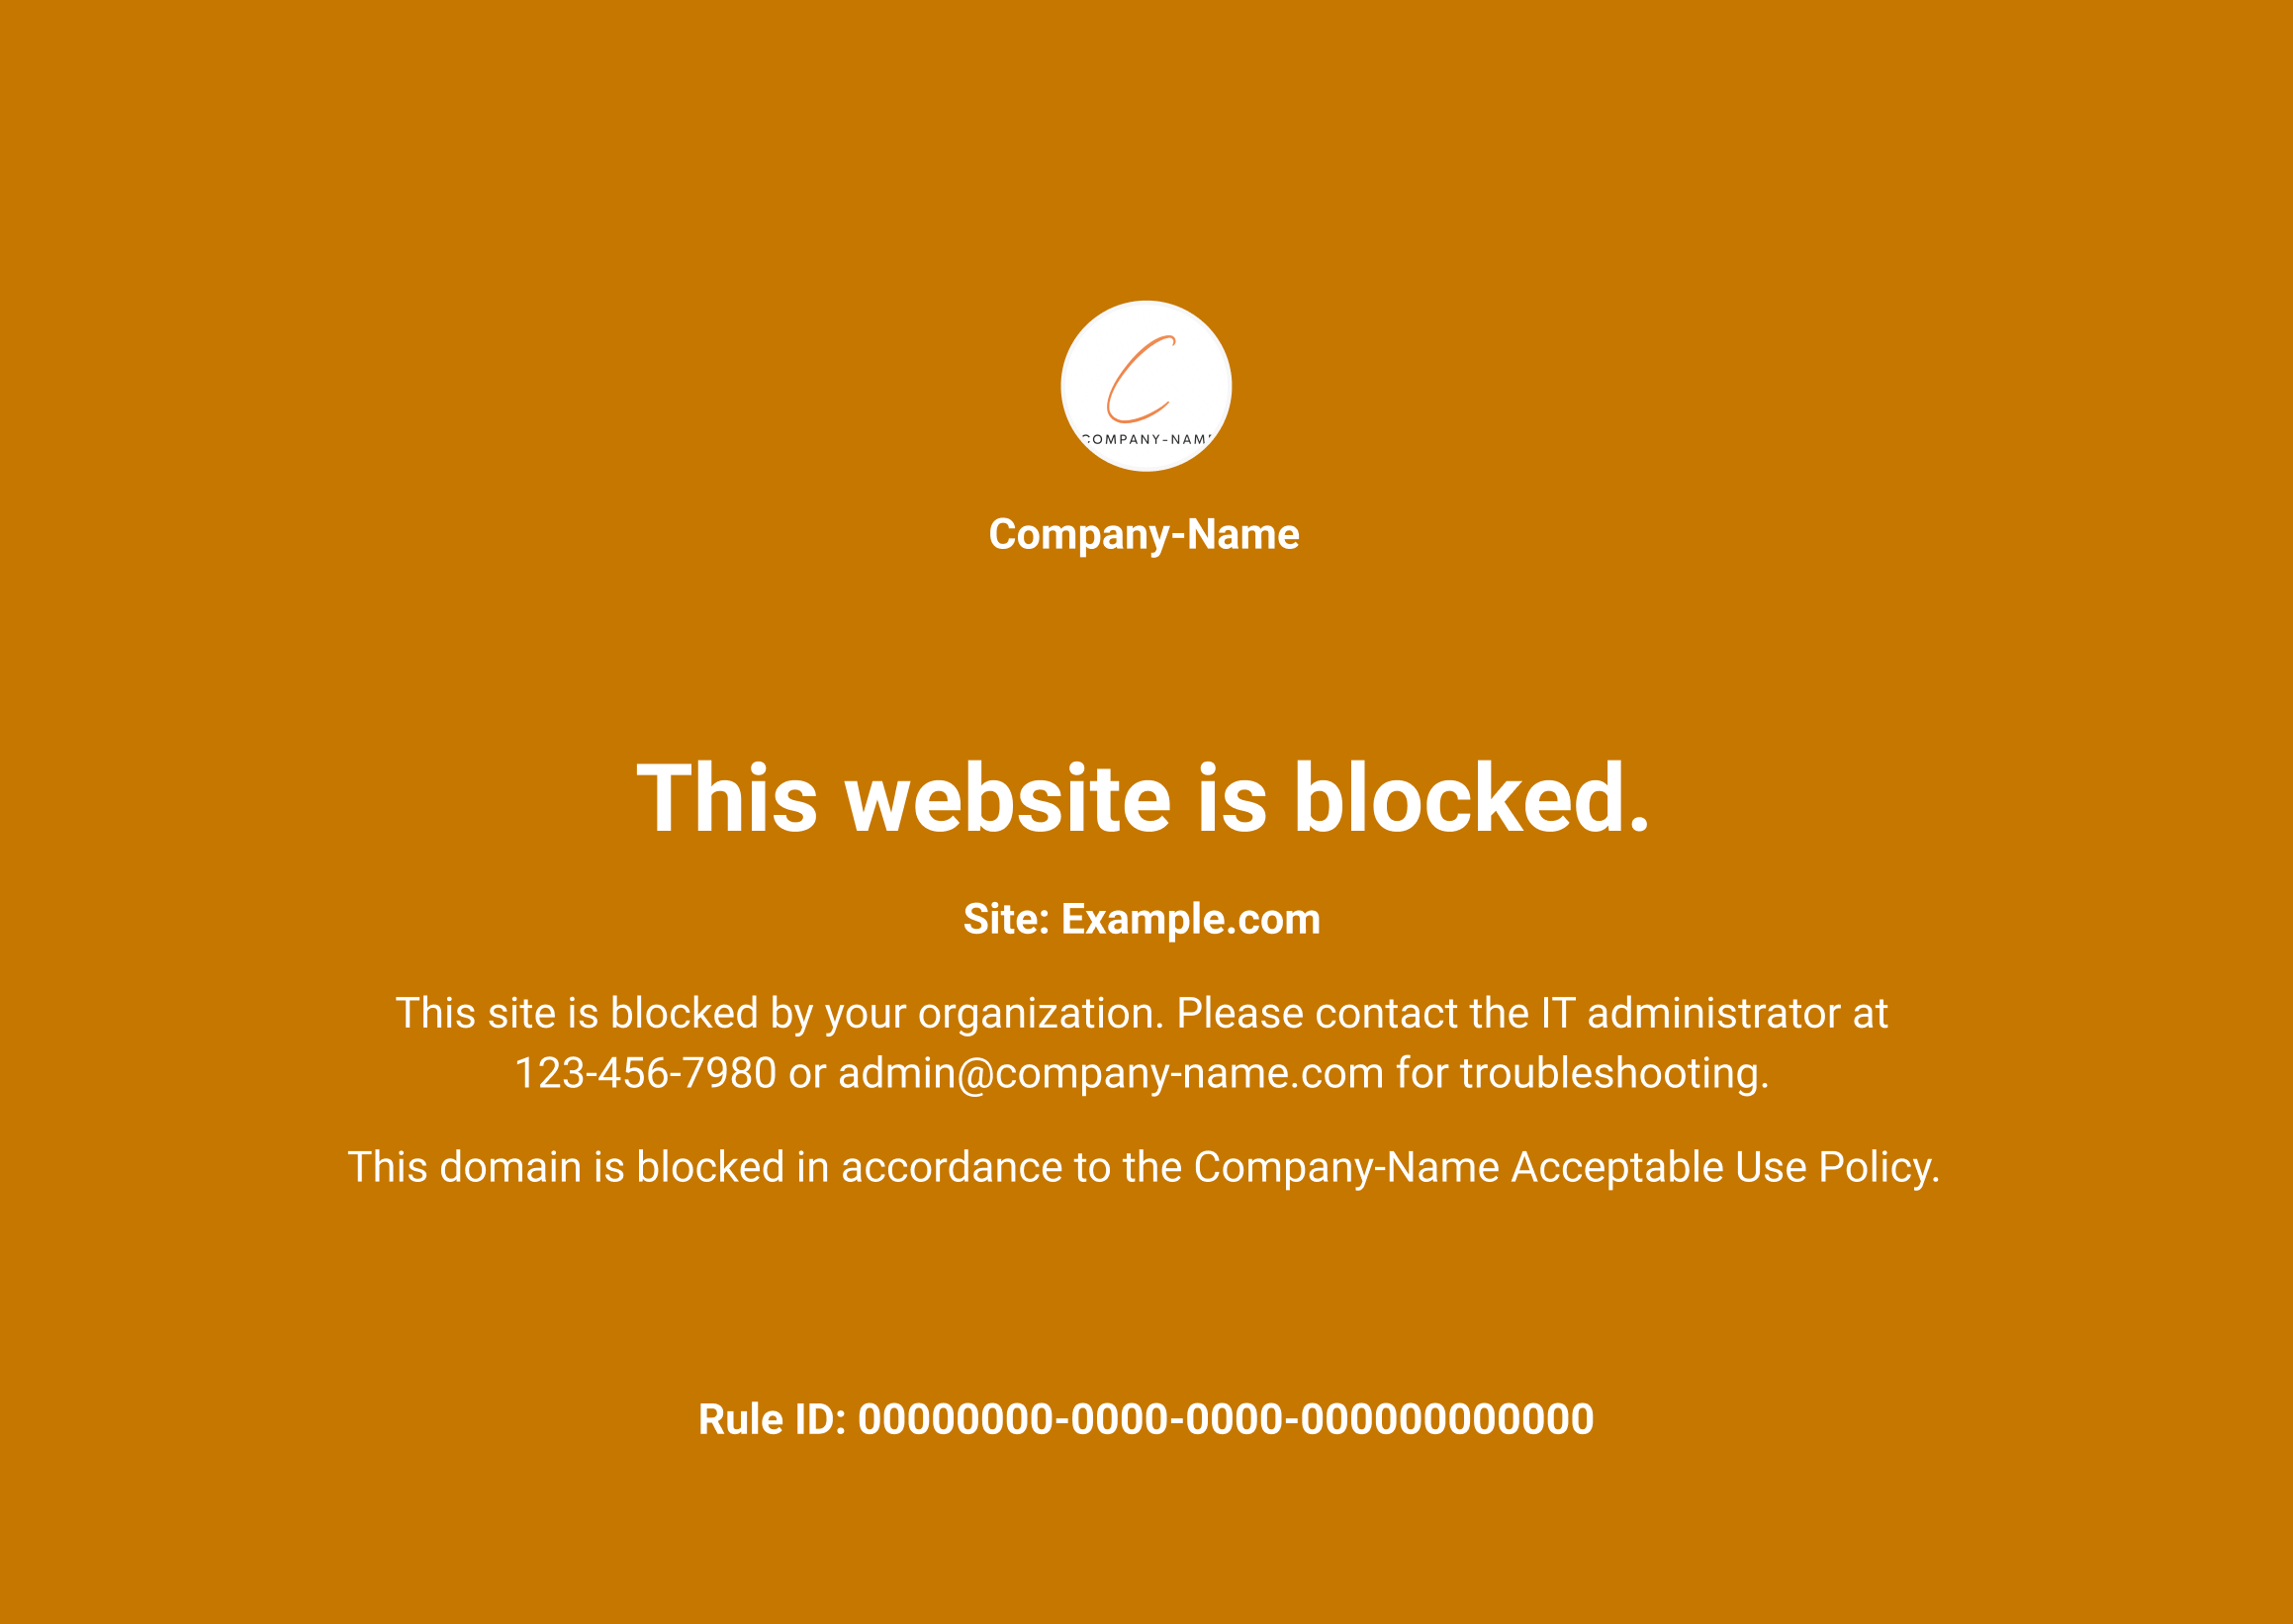 COMPANY-NAME
Company-Name
This website is blocked.
Site: Example.com
This site is blocked by your organization. Please contact the IT administrator at
123-456-7980 or admin@company-name.com for troubleshooting.
This domain is blocked in accordance to the Company-Name Acceptable Use Policy.
Rule ID: 00000000-0000-0000-000000000000